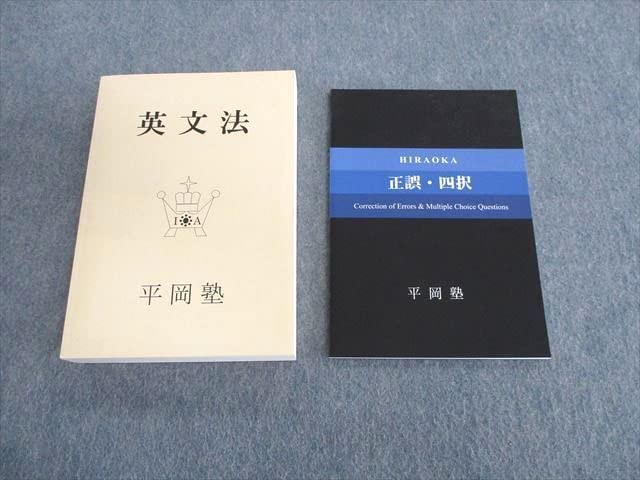 英文法
I A
平岡塾
HIRAOKA
正誤・四択
Correction of Errors & Multiple Choice Questions
平岡塾